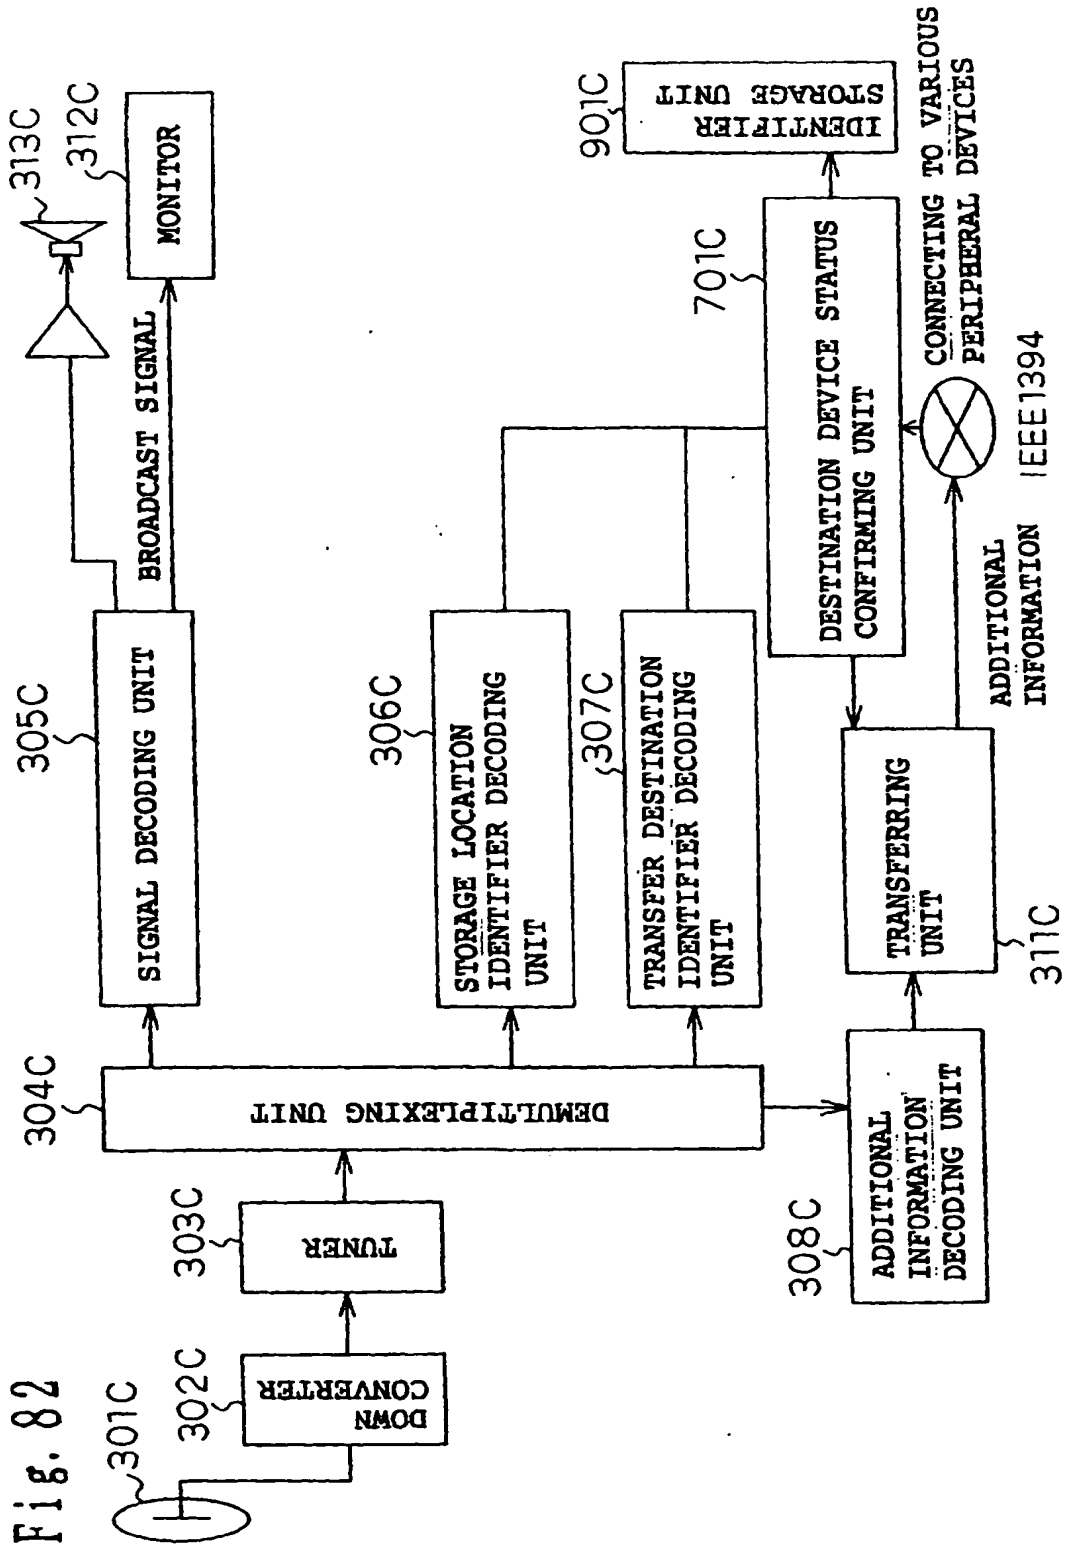 Fig. 82
301C
302C
DOWN
CONVERTER
303C
TUNER
304C
DEMULTIPLEXING UNIT
305C
SIGNAL DECODING UNIT
BROADCAST SIGNAL
313C
312C
MONITOR
306C
STORAGE LOCATION
IDENTIFIER DECODING
UNIT
307C
TRANSFER DESTINATION
IDENTIFIER DECODING
UNIT
308C
ADDITIONAL
INFORMATION
DECODING UNIT
TRANSFERRING
UNIT
311C
701C
DESTINATION DEVICE STATUS
CONFIRMING UNIT
901C
IDENTIFIER
STORAGE UNIT
ADDITIONAL
INFORMATION
CONNECTING TO VARIOUS
PERIPHERAL DEVICES
IEEE1394